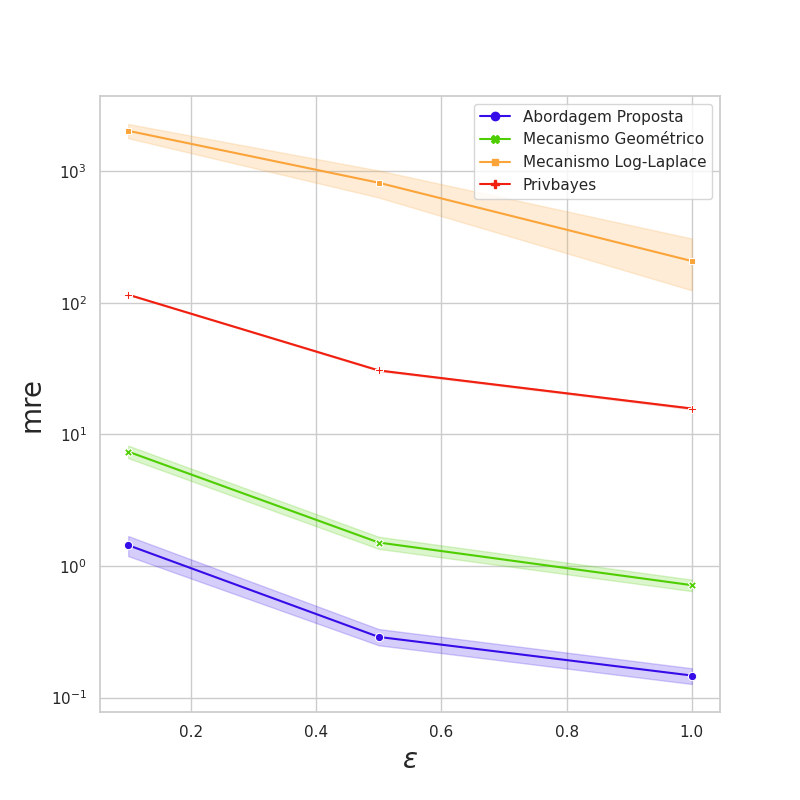 Abordagem Proposta
Mecanismo Geométrico
Mecanismo Log-Laplace
Privbayes
10³
10²
10¹
10⁰
10⁻¹
mre
0.2 0.4 0.6 0.8 1.0
ε